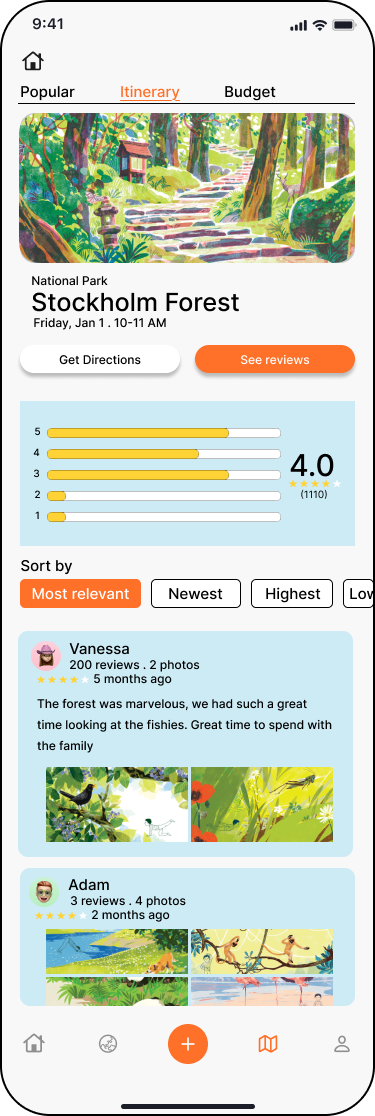 9:41
Popular Itinerary Budget
National Park
Stockholm Forest
Friday, Jan 1 . 10-11 AM
Get Directions See reviews
5
4
3
2
1
4.0
(1110)
Sort by
Most relevant Newest Highest Low
Vanessa
200 reviews . 2 photos
5 months ago
The forest was marvelous, we had such a great
time looking at the fishies. Great time to spend with
the family
Adam
3 reviews . 4 photos
2 months ago